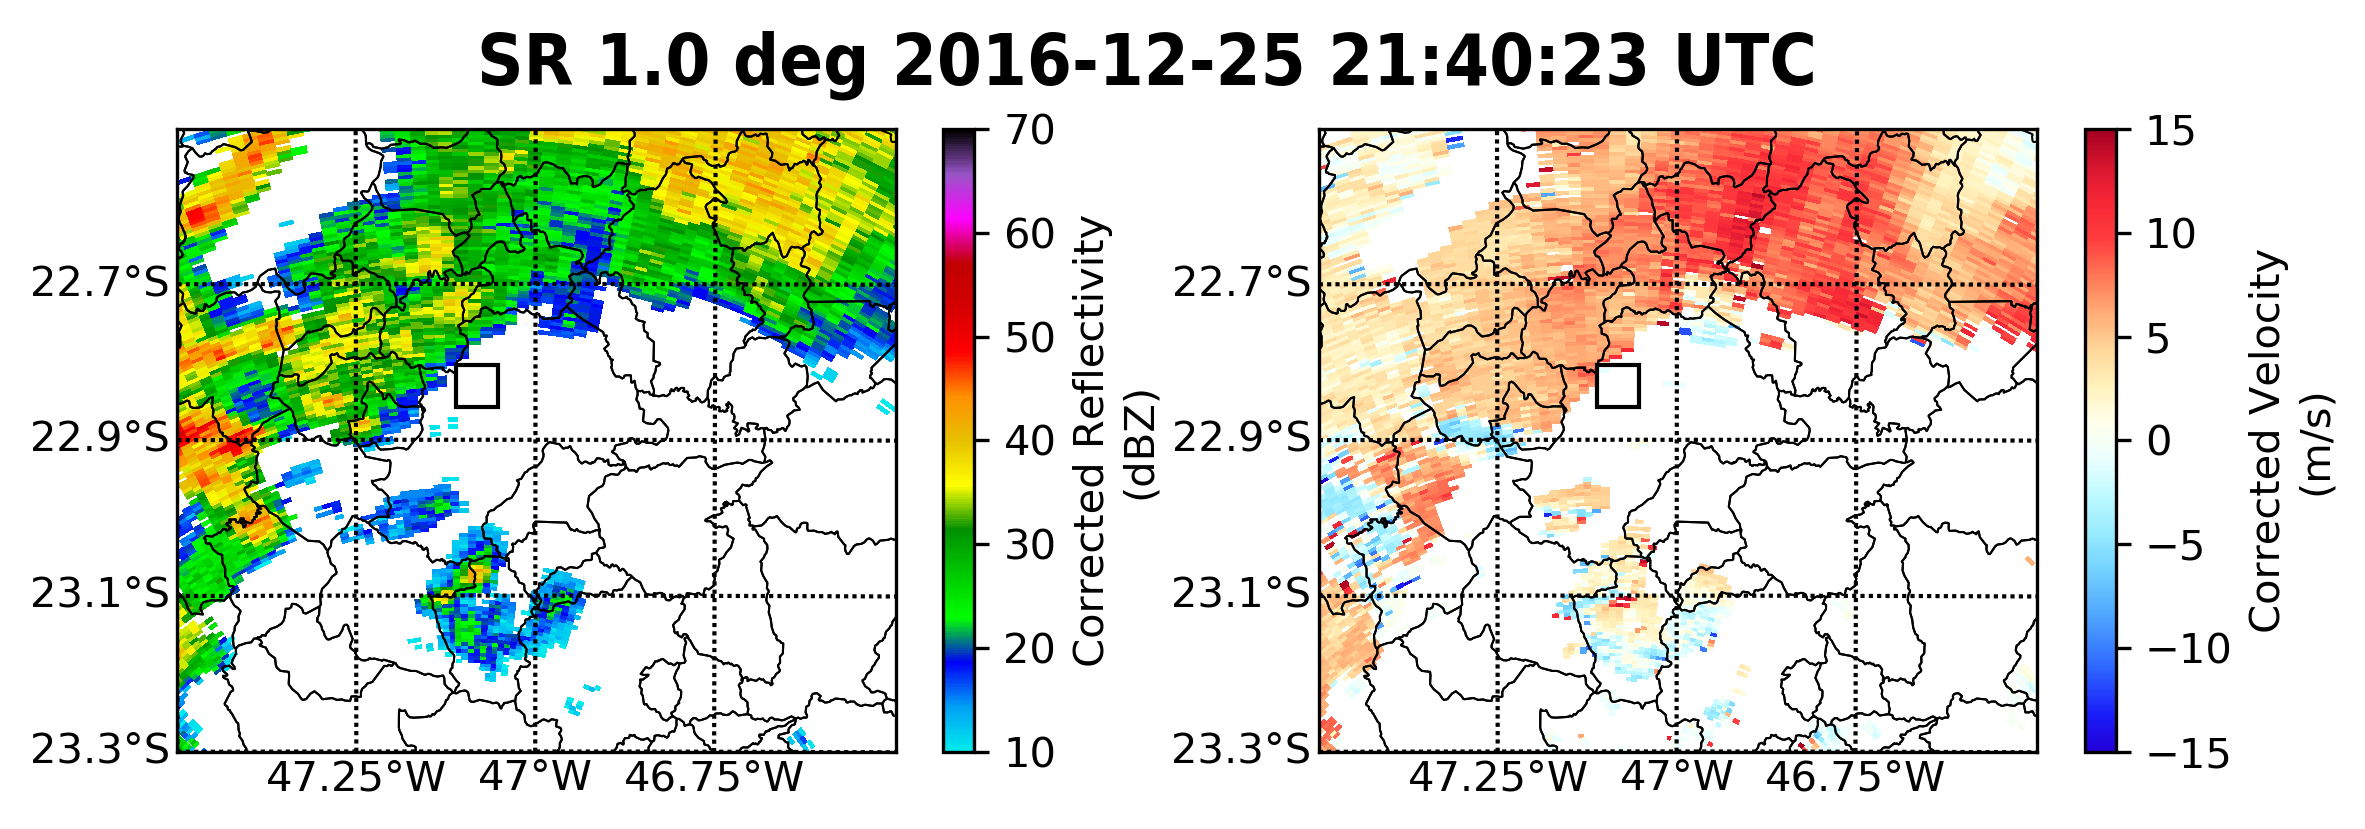 SR 1.0 deg 2016-12-25 21:40:23 UTC
22.7°S
22.9°S
23.1°S
23.3°S
47.25°W 47°W 46.75°W
70
60
50
40
30
20
10
Corrected Reflectivity
(dBZ)
22.7°S
22.9°S
23.1°S
23.3°S
47.25°W 47°W 46.75°W
15
10
5
0
−5
−10
−15
Corrected Velocity
(m/s)